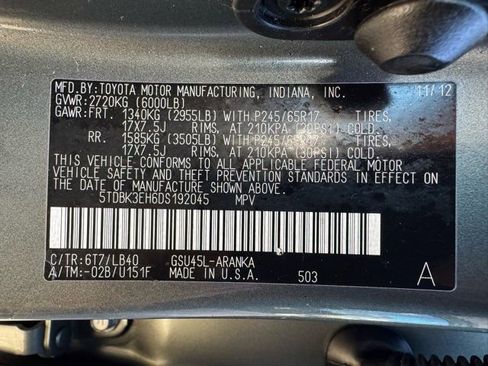 MFD.BY:TOYOTA MOTOR MANUFACTURING, INDIANA, INC. 11/12
GVWR:2720KG (6000LB)
GAWR:FRT. 1340KG (2955LB) WITH P245/65R17 TIRES,
17X7.5J RIMS, AT 210KPA (30PSI) COLD.
RR. 1585KG (3505LB) WITH P245/ TIRES,
17X7.5J RIMS, AT 210KPA (30PSI) COLD.
THIS VEHICLE CONFORMS TO ALL APPLICABLE FEDERAL MOTOR
VEHICLE SAFETY AND THEFT PREVENTION STANDARDS IN
EFFECT ON THE DATE OF MANUFACTURE SHOWN ABOVE.
5TDBK3EH6DS192045 MPV
C/TR:6T7/LB40 GSU45L-ARANKA
A/TM:-02B/U151F MADE IN U.S.A. 503 A